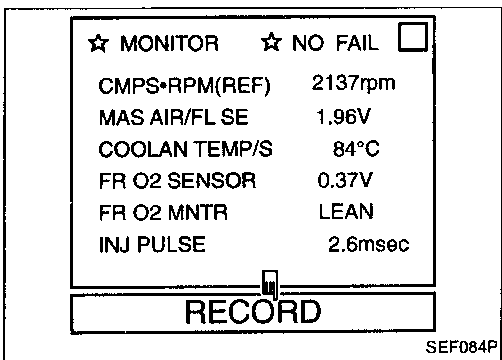 ☆ MONITOR ☆ NO FAIL
CMPS•RPM(REF) 2137rpm
MAS AIR/FL SE 1.96V
COOLAN TEMP/S 84°C
FR O2 SENSOR 0.37V
FR O2 MNTR LEAN
INJ PULSE 2.6msec
RECORD
SEF084P